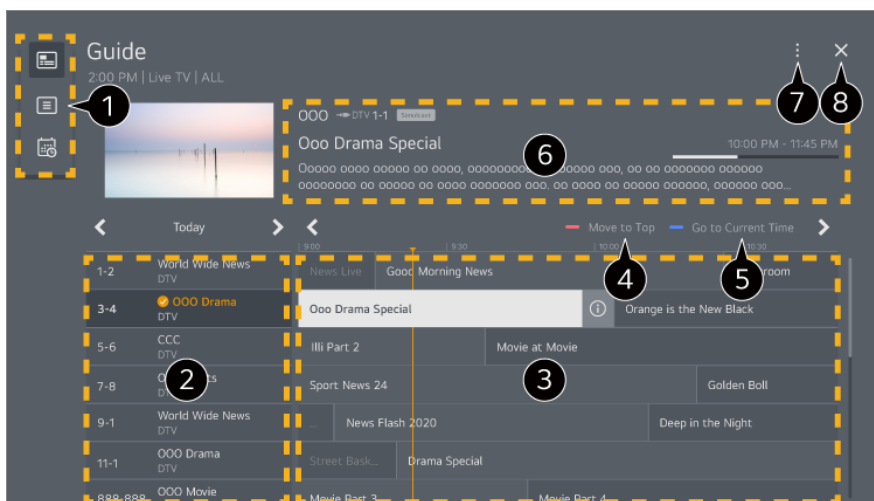 Guide
2:00 PM | Live TV | ALL
1
7
8
OOO DTV 1-1 Simulcast
Ooo Drama Special
6
10:00 PM - 11:45 PM
Ooooo oooo ooooo oo oooo, ooooooooo ooo, oo oo ooooooo oooooo
oooooooo oo ooooo oo oooo ooooooo ooo. oo oooo oo ooooo oooooo, oooooo ooo...
Today
Move to Top
Go to Current Time
9:00
9:30
10:00
10:30
4
5
1-2 World Wide News
DTV
News Live
Good Morning News
room
3-4 OOO Drama
DTV
Ooo Drama Special
Orange is the New Black
5-6 CCC
DTV
Illi Part 2
Movie at Movie
7-8
2
Sport News 24
3
Golden Boll
9-1 World Wide News
DTV
...
News Flash 2020
Deep in the Night
11-1 OOO Drama
DTV
Street Bask...
Drama Special
888-888 OOO Movie
Movie Part 3
Movie Part 4